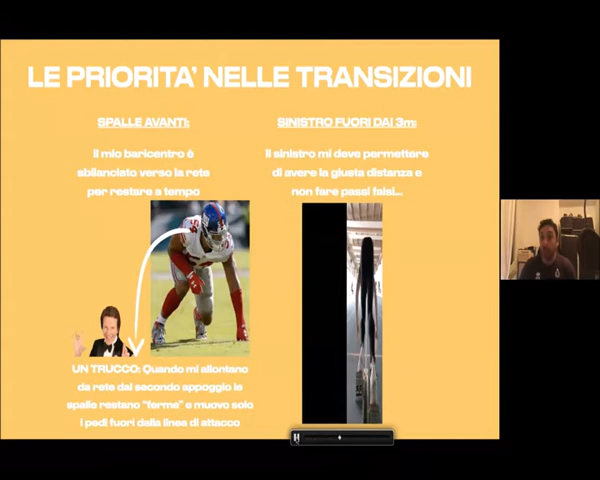 LE PRIORITA' NELLE TRANSIZIONI
SPALLE AVANTI:
il mio baricentro è
sbilanciato verso la rete
per restare a tempo
UN TRUCCO: Quando mi allontano
da rete dal secondo appoggio le
spalle restano "ferme" e muovo solo
i pedi fuori dalla linea di attacco
SINISTRO FUORI DAI 3m:
Il sinistro mi deve permettere
di avere la giusta distanza e
non fare passi falsi...